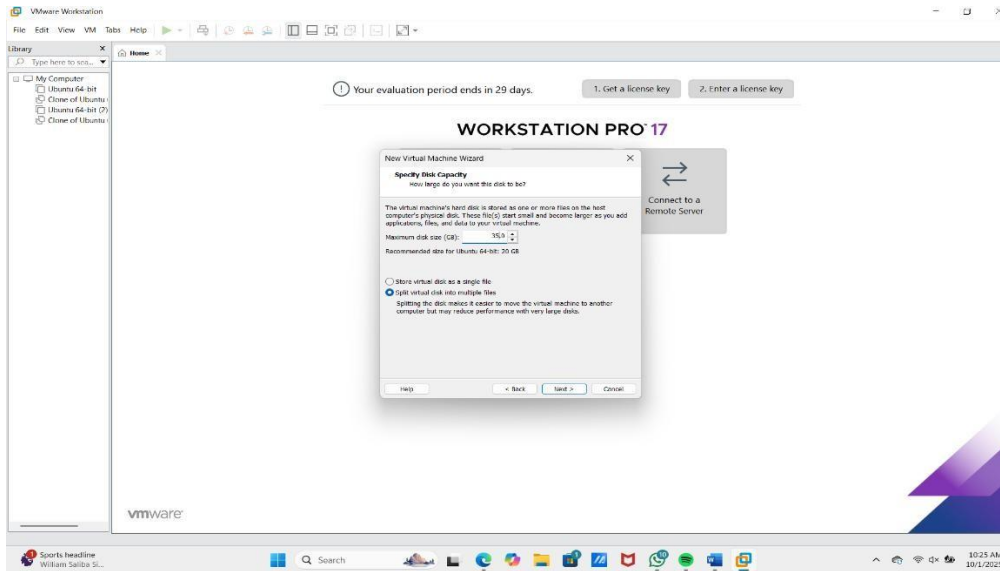 VMware Workstation
File Edit View VM Tabs Help
Library
Type here to sea...
My Computer
Ubuntu 64-bit
Clone of Ubuntu
Ubuntu 64-bit (2)
Clone of Ubuntu
Home
Your evaluation period ends in 29 days.
1. Get a license key
2. Enter a license key
WORKSTATION PRO 17
New Virtual Machine Wizard
Specify Disk Capacity
How large do you want this disk to be?
The virtual machine's hard disk is stored as one or more files on the host
computer's physical disk. These file(s) start small and become larger as you add
applications, files, and data to your virtual machine.
Maximum disk size (GB): 35.0
Recommended size for Ubuntu 64-bit: 20 GB
Store virtual disk as a single file
Split virtual disk into multiple files
Splitting the disk makes it easier to move the virtual machine to another
computer but may reduce performance with very large disks.
Help
< Back
Next >
Cancel
Connect to a
Remote Server
vmware
Sports headline
William Saliba Si...
Search
10:25 AM
10/1/202